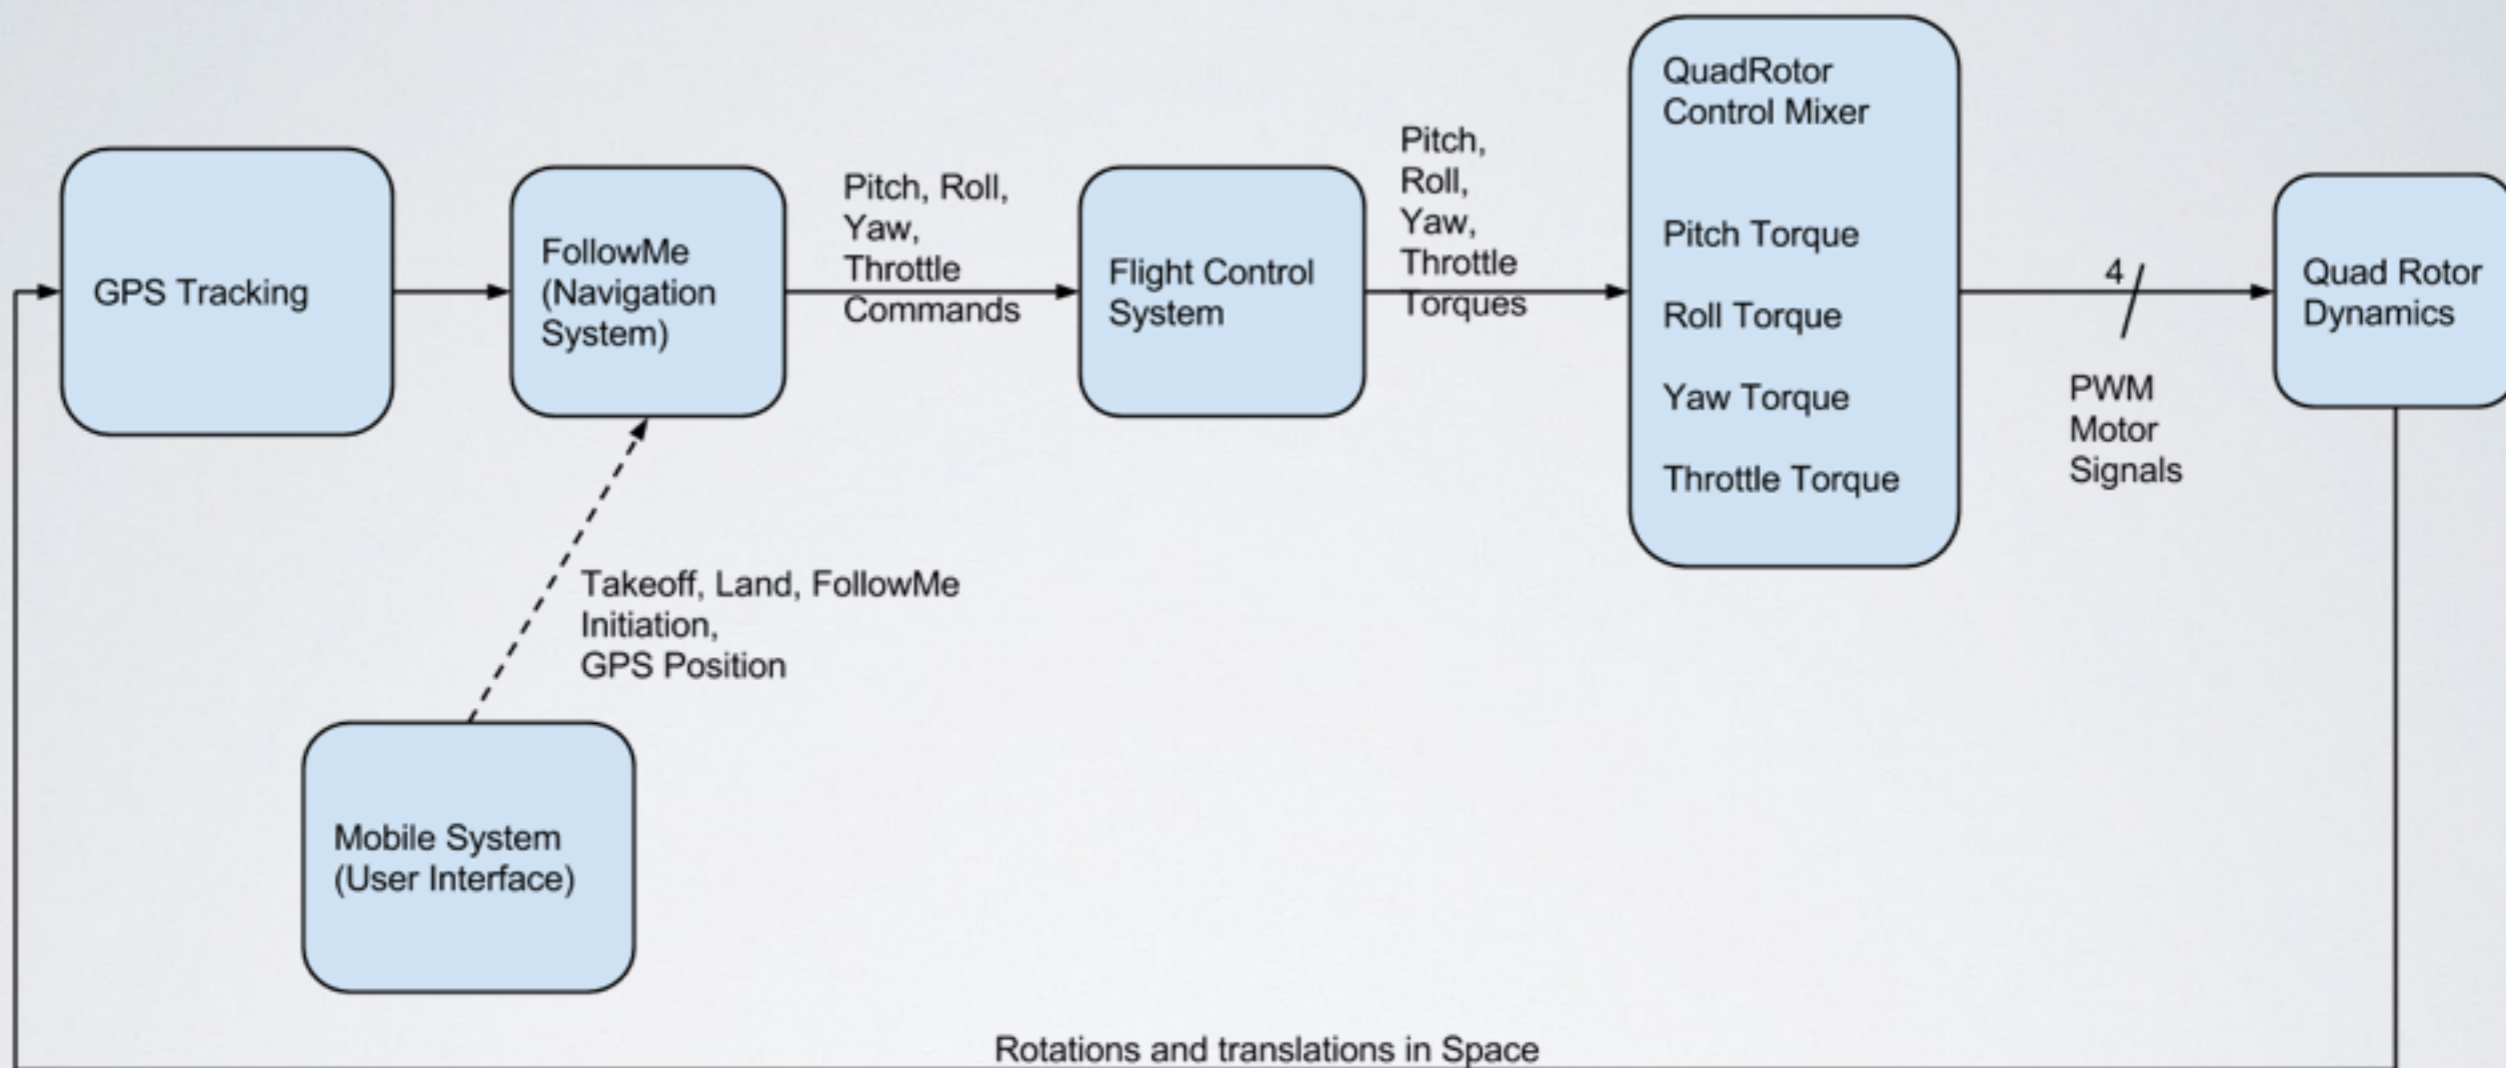 GPS Tracking
FollowMe
(Navigation
System)
Pitch, Roll,
Yaw,
Throttle
Commands
Flight Control
System
Pitch,
Roll,
Yaw,
Throttle
Torques
QuadRotor
Control Mixer
Pitch Torque
Roll Torque
Yaw Torque
Throttle Torque
4
PWM
Motor
Signals
Quad Rotor
Dynamics
Takeoff, Land, FollowMe
Initiation,
GPS Position
Mobile System
(User Interface)
Rotations and translations in Space